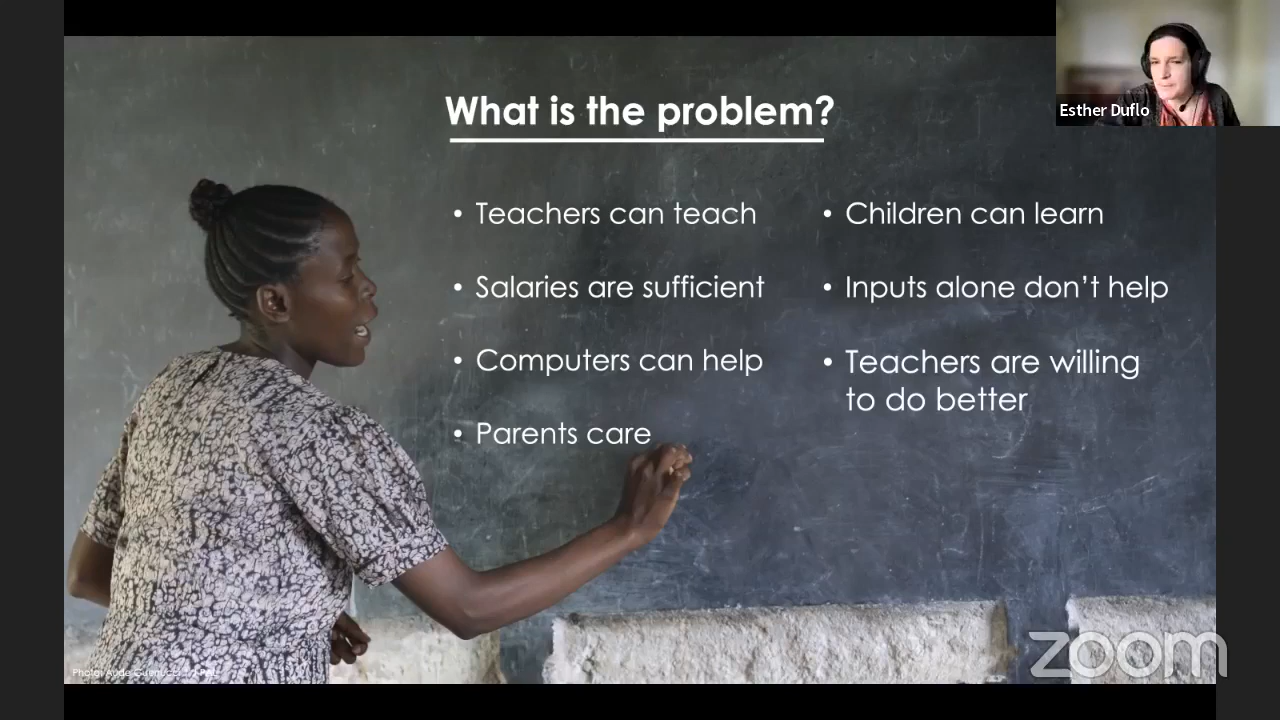 What is the problem?
Esther Duflo
• Teachers can teach
• Salaries are sufficient
• Computers can help
• Parents care
• Children can learn
• Inputs alone don't help
• Teachers are willing
to do better
Photo:
zoom